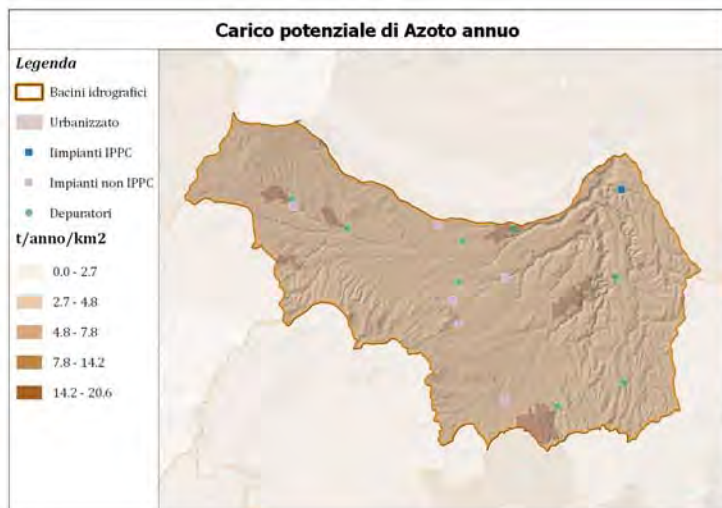 Carico potenziale di Azoto annuo
Legenda
Bacini idrografici
Urbanizzato
Iimpianti IPPC
Impianti non IPPC
Depuratori
t/anno/km2
0.0 - 2.7
2.7 - 4.8
4.8 - 7.8
7.8 - 14.2
14.2 - 20.6